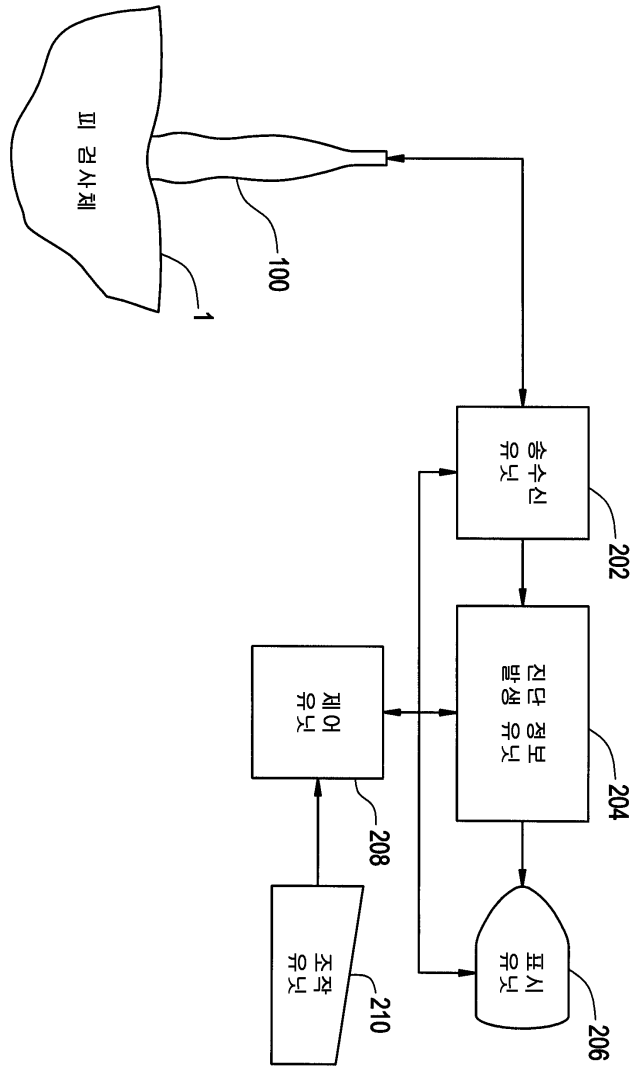 피 검사체
1
100
송수신
유닛
202
진단 정보
발생 유닛
204
표시
유닛
206
제어
유닛
208
조작
유닛
210